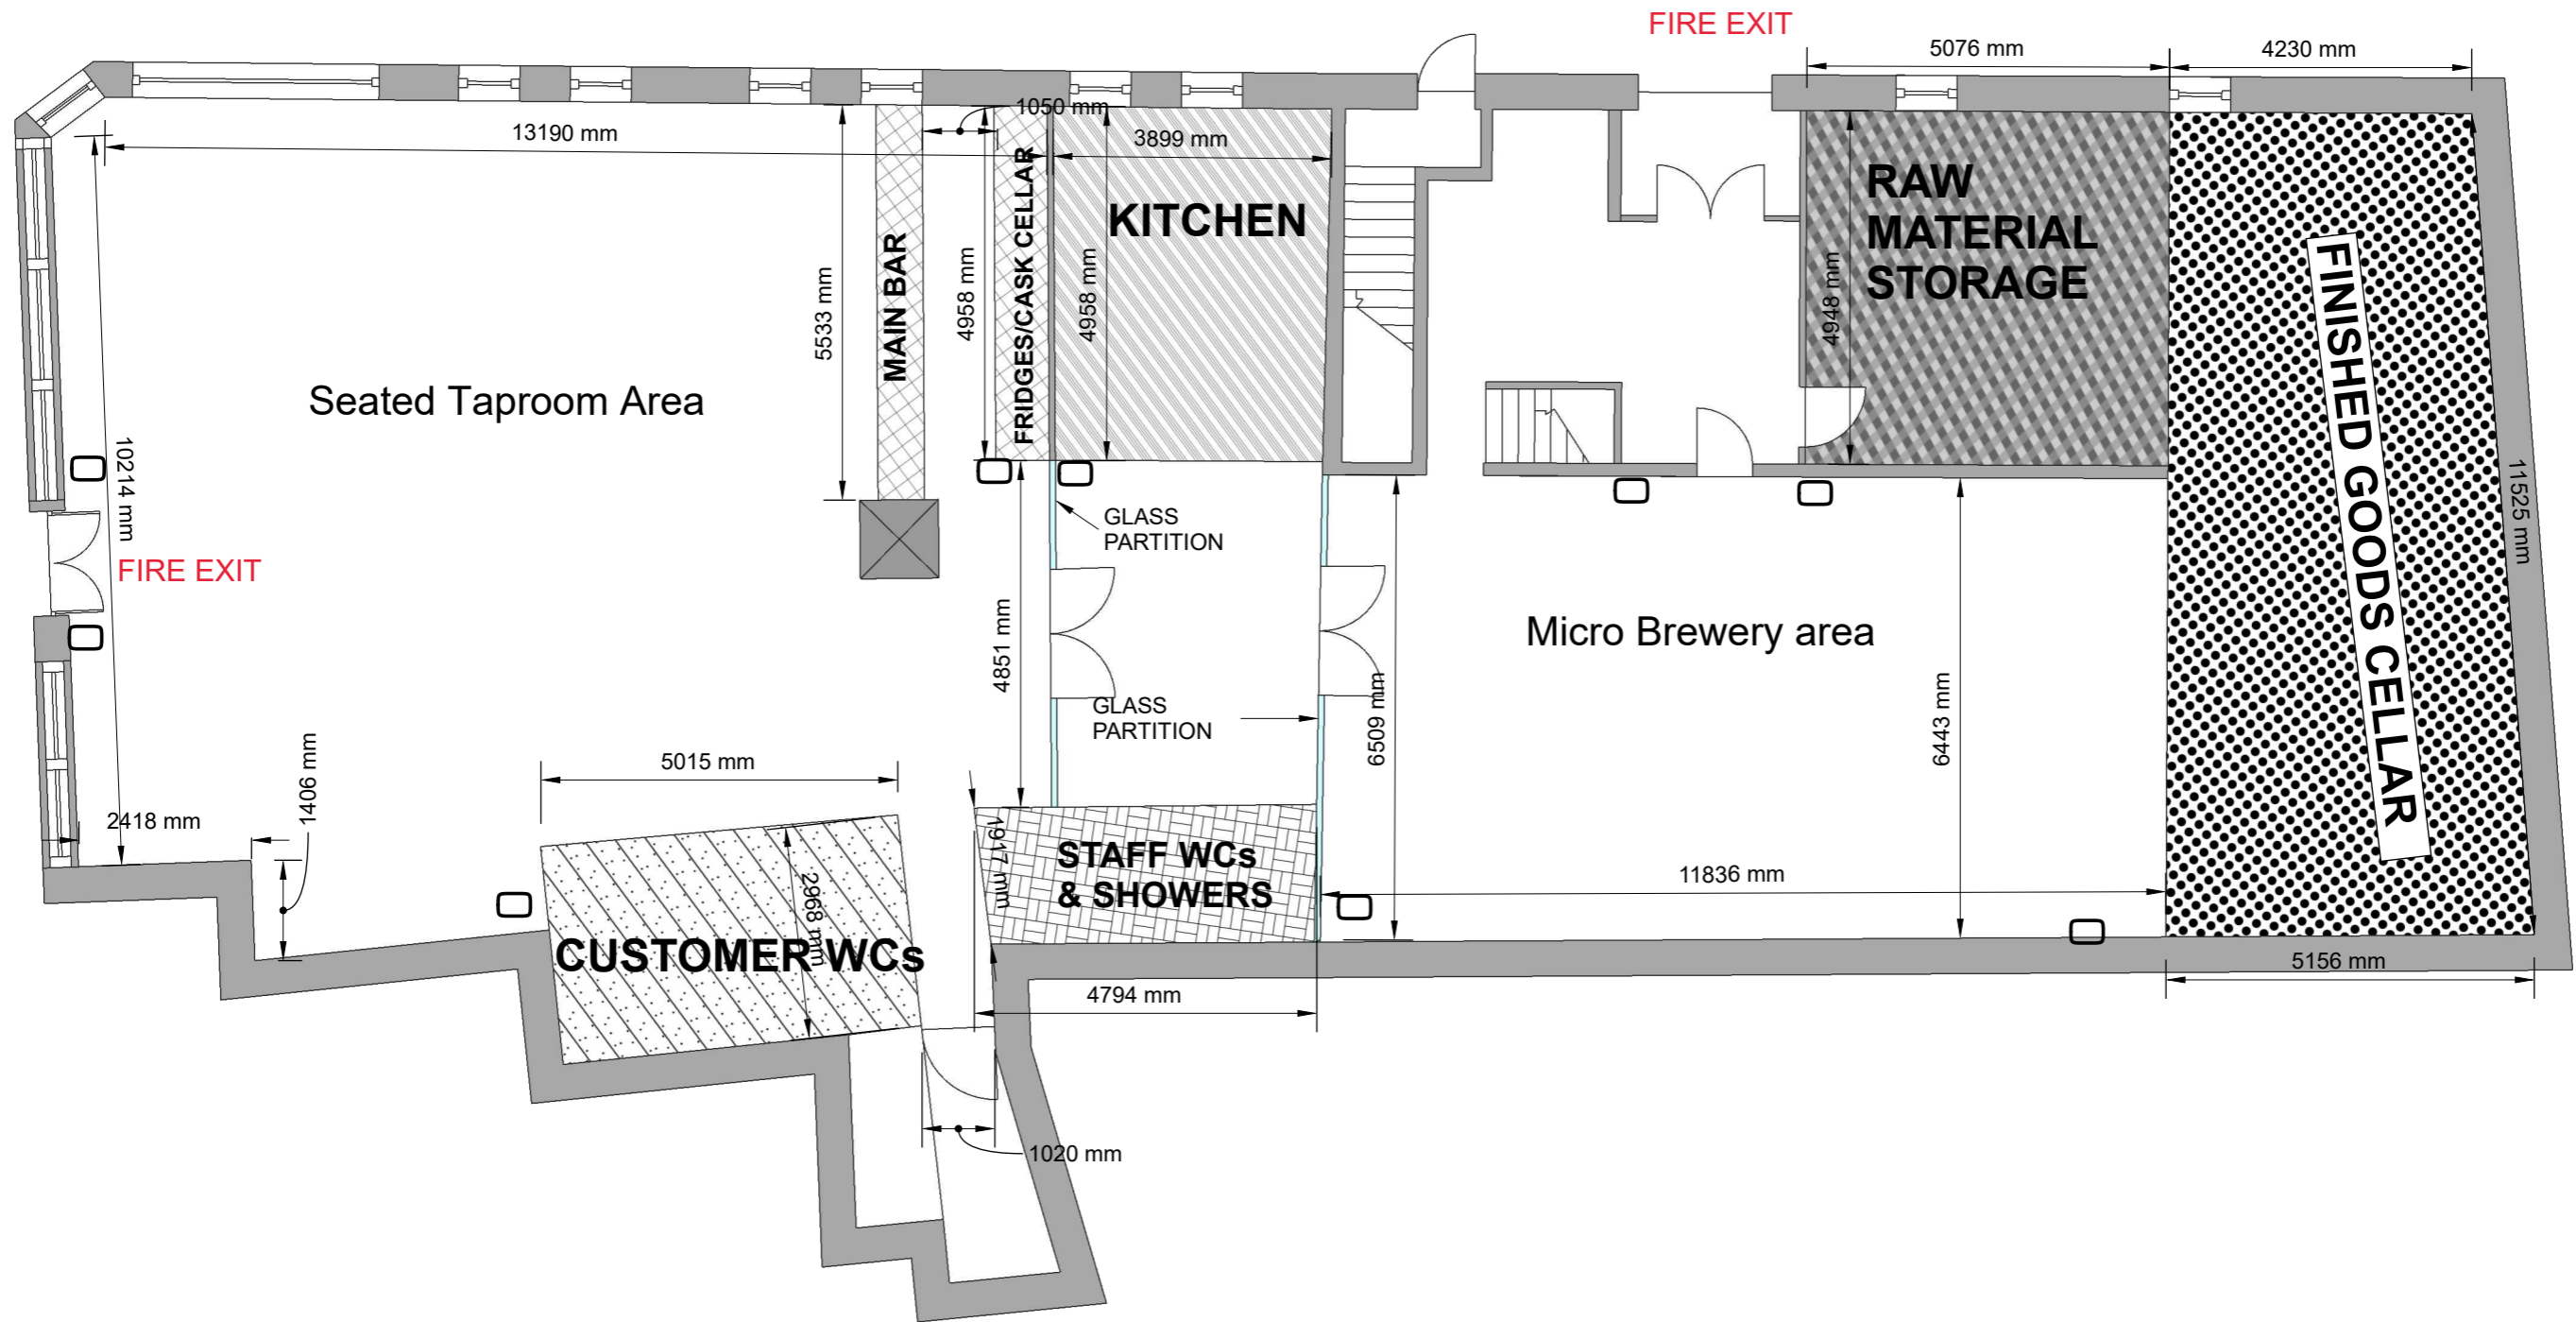 FIRE EXIT
5076 mm
4230 mm
1050 mm
13190 mm
3899 mm
RAW
MATERIAL
STORAGE
KITCHEN
MAIN BAR
FRIDGES/CASK CELLAR
5533 mm
4958 mm
4958 mm
4948 mm
FINISHED GOODS CELLAR
Seated Taproom Area
10214 mm
11525 mm
GLASS
PARTITION
FIRE EXIT
4851 mm
Micro Brewery area
GLASS
PARTITION
6509 mm
6443 mm
5015 mm
1406 mm
2418 mm
1917 mm
STAFF WCs
& SHOWERS
11836 mm
2968 mm
CUSTOMER WCs
5156 mm
4794 mm
1020 mm